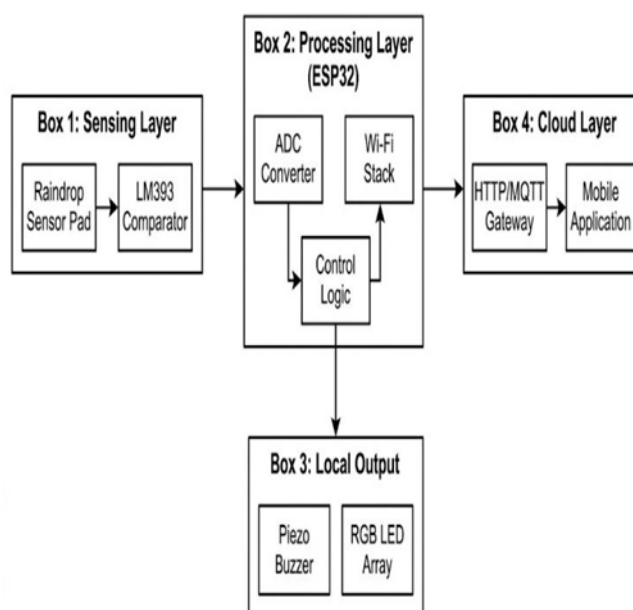 Box 1: Sensing Layer
Raindrop
Sensor Pad
LM393
Comparator
Box 2: Processing Layer
(ESP32)
ADC
Converter
Wi-Fi
Stack
Control
Logic
Box 4: Cloud Layer
HTTP/MQTT
Gateway
Mobile
Application
Box 3: Local Output
Piezo
Buzzer
RGB LED
Array